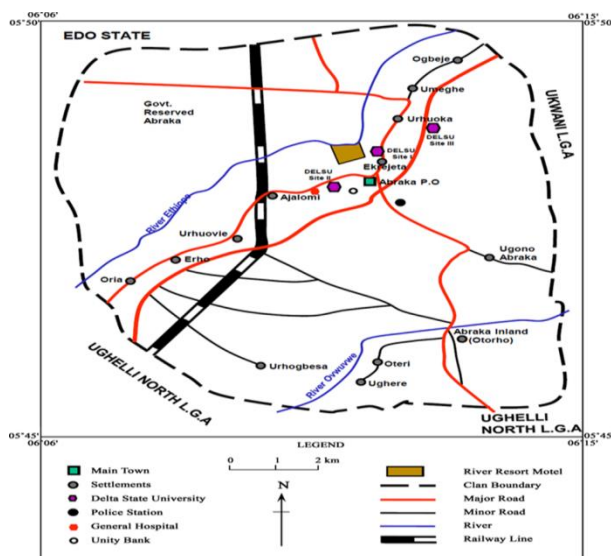 06°06'
06°15'
05°50'
05°50'
EDO STATE
Ogbeje
Umeghe
UKWANI L.G.A
Govt.
Reserved
Abraka
Urhuoka
DELSU
Site III
DELSU
Site I
Ekrejeta
DELSU
Site II
Abraka P.O
River Ethiope
Ajalomi
Urhuovie
Erho
Ugono
Abraka
Oria
Abraka Inland
(Otorho)
UGHELLI NORTH L.G.A
Urhogbesa
Oteri
River Ovwuvwe
Ughere
UGHELLI
NORTH L.G.A
05°45'
05°45'
06°06'
06°15'
LEGEND
Main Town
Settlements
Delta State University
Police Station
General Hospital
Unity Bank
0 1 2 km
N
River Resort Motel
Clan Boundary
Major Road
Minor Road
River
Railway Line